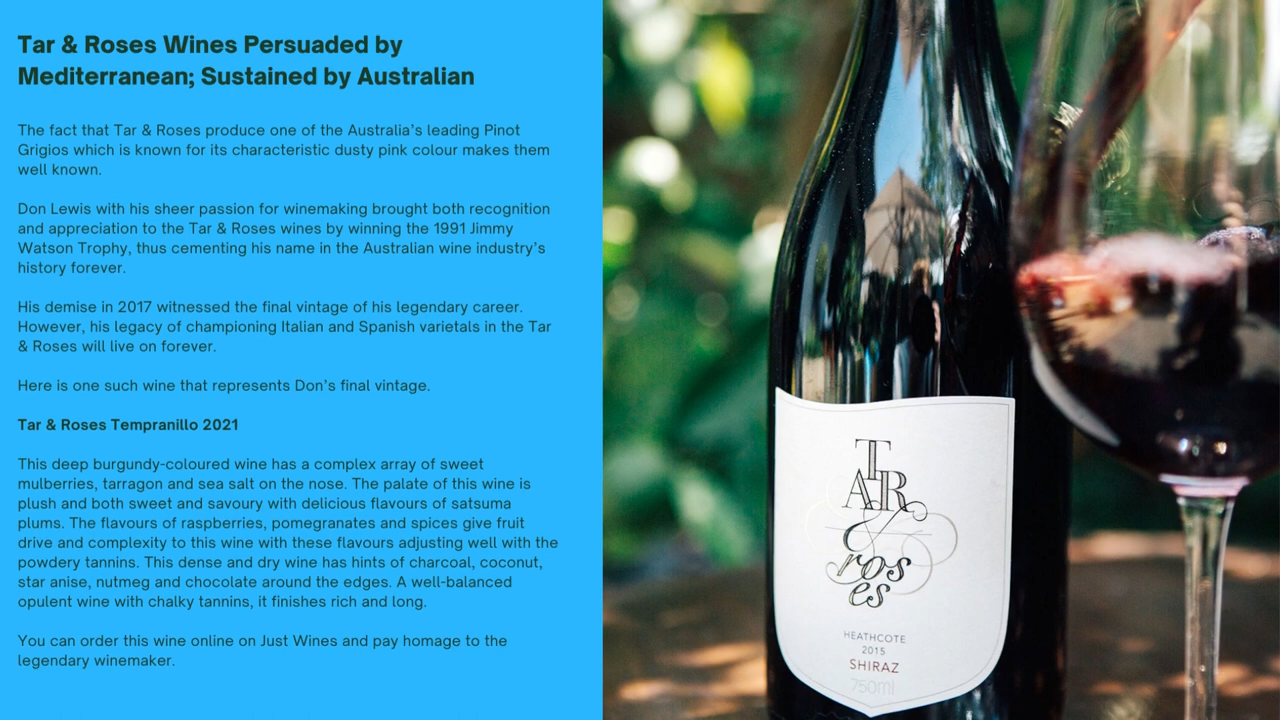 Tar & Roses Wines Persuaded by
Mediterranean; Sustained by Australian
The fact that Tar & Roses produce one of the Australia's leading Pinot
Grigios which is known for its characteristic dusty pink colour makes them
well known.
Don Lewis with his sheer passion for winemaking brought both recognition
and appreciation to the Tar & Roses wines by winning the 1991 Jimmy
Watson Trophy, thus cementing his name in the Australian wine industry's
history forever.
His demise in 2017 witnessed the final vintage of his legendary career.
However, his legacy of championing Italian and Spanish varietals in the Tar
& Roses will live on forever.
Here is one such wine that represents Don's final vintage.
Tar & Roses Tempranillo 2021
This deep burgundy-coloured wine has a complex array of sweet
mulberries, tarragon and sea salt on the nose. The palate of this wine is
plush and both sweet and savoury with delicious flavours of satsuma
plums. The flavours of raspberries, pomegranates and spices give fruit
drive and complexity to this wine with these flavours adjusting well with the
powdery tannins. This dense and dry wine has hints of charcoal, coconut,
star anise, nutmeg and chocolate around the edges. A well-balanced
opulent wine with chalky tannins, it finishes rich and long.
You can order this wine online on Just Wines and pay homage to the
legendary winemaker.
T
AR
&
ros
es
HEATHCOTE
2015
SHIRAZ
750ml